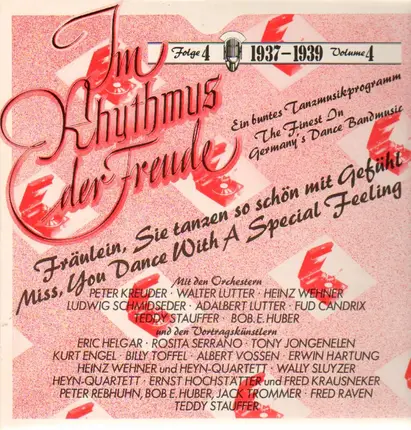 Folge 4 1937–1939 Volume 4
Im
Rhythmus
der Freude
Ein buntes Tanzmusikprogramm
The Finest In
Germany's Dance Bandmusic
Fräulein, Sie tanzen so schön mit Gefühl
Miss, You Dance With A Special Feeling
Mit den Orchestern
PETER KREUDER · WALTER LUTTER · HEINZ WEHNER
LUDWIG SCHMIDSEDER · ADALBERT LUTTER · FUD CANDRIX
TEDDY STAUFFER · BOB. E. HUBER
und den Vortragskünstlern
ERIC HELGAR · ROSITA SERRANO · TONY JONGENELEN
KURT ENGEL · BILLY TOFFEL · ALBERT VOSSEN · ERWIN HARTUNG
HEINZ WEHNER und HEYN-QUARTETT · WALLY SLUYZER
HEYN-QUARTETT · ERNST HOCHSTATTER und FRED KRAUSNEKER
PETER REBHUHN, BOB E. HUBER, JACK TROMMER · FRED RAVEN
TEDDY STAUFFER